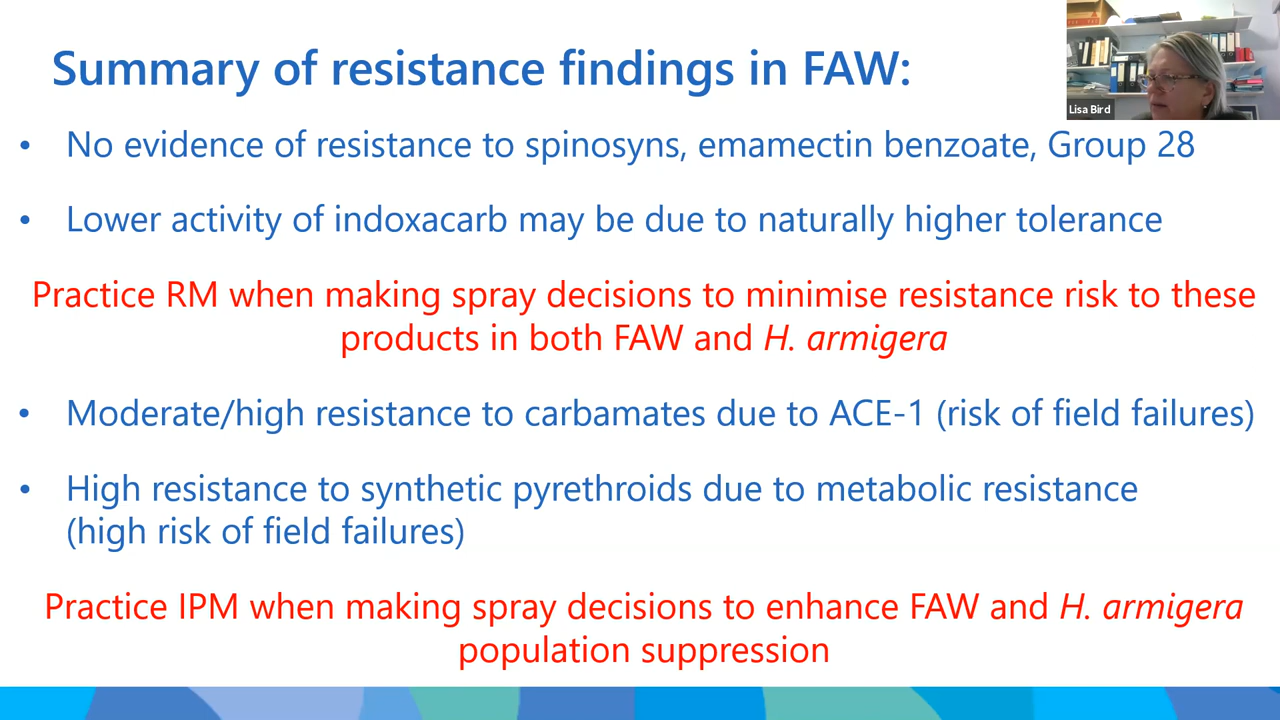 Summary of resistance findings in FAW:
Lisa Bird
• No evidence of resistance to spinosyns, emamectin benzoate, Group 28
• Lower activity of indoxacarb may be due to naturally higher tolerance
Practice RM when making spray decisions to minimise resistance risk to these
products in both FAW and H. armigera
• Moderate/high resistance to carbamates due to ACE-1 (risk of field failures)
• High resistance to synthetic pyrethroids due to metabolic resistance
(high risk of field failures)
Practice IPM when making spray decisions to enhance FAW and H. armigera
population suppression